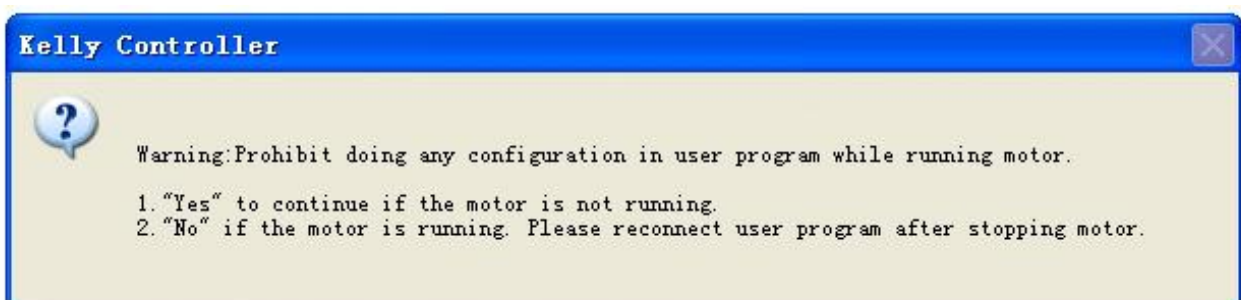 Kelly Controller
Warning:Prohibit doing any configuration in user program while running motor.
1."Yes" to continue if the motor is not running.
2."No" if the motor is running. Please reconnect user program after stopping motor.